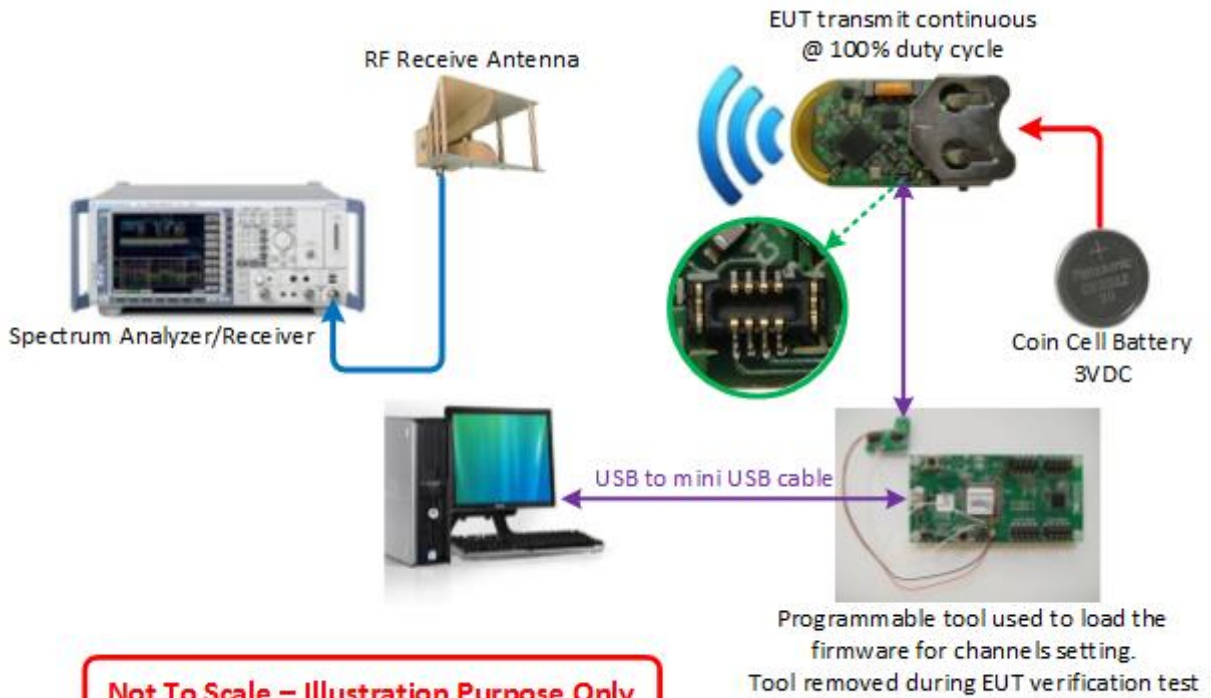 EUT transmit continuous
@ 100% duty cycle
RF Receive Antenna
Spectrum Analyzer/Receiver
Panasonic
Coin Cell Battery
3VDC
USB to mini USB cable
Programmable tool used to load the
firmware for channels setting.
Tool removed during EUT verification test
Not To Scale – Illustration Purpose Only